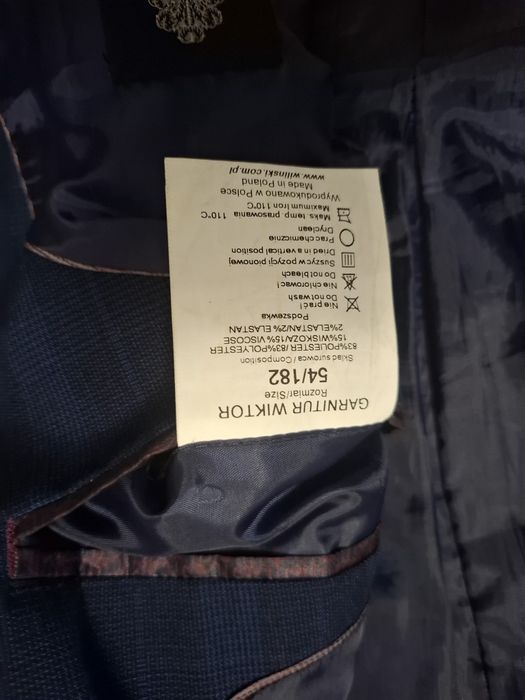 GARNITUR WIKTOR
Rozmiar/Size
54/182
Skład surowca / Composition
83%POLIESTER /83%POLYESTER
15%WISKOZA/15% VISCOSE
2%ELASTAN/2% ELASTAN
Podszewka
Nie prać!
Do not wash
Nie chlorować!
Do not bleach
Suszyć w pozycji pionowej
Dried in a vertical position
Prac chemicznie
Dryclean
Maks. temp prasowania 110°C
Maximum Iron 110°C
Wyprodukowano w Polsce
Made in Poland
www.wilinski.com.pl